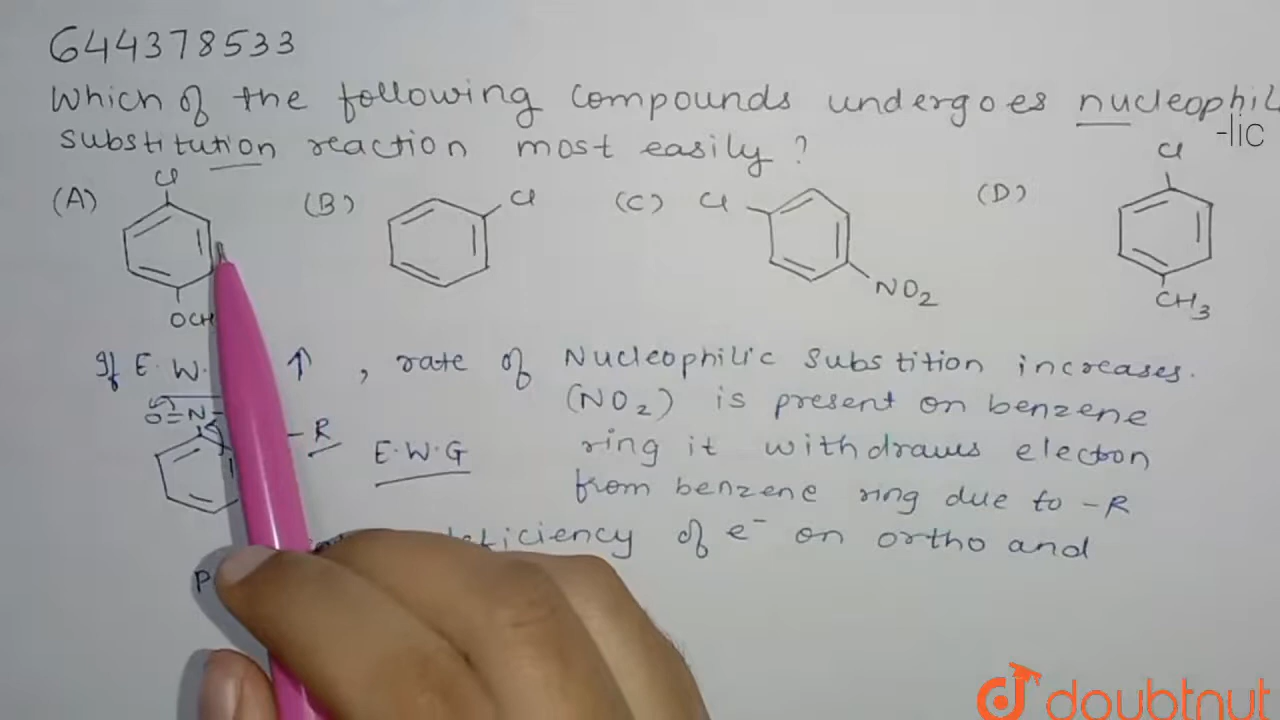 644378533
Which of the following compounds undergoes nucleophil
-lic
substitution reaction most easily ?
(A) Cl (B) Cl (C) Cl (D) Cl
OCH NO2 CH3
If E.W. ↑ , rate of Nucleophilic Substition increases.
O=N (NO2) is present on benzene
-R E.W.G ring it withdraws electron
from benzene ring due to -R
deficiency of e- on ortho and
P
doubtnut